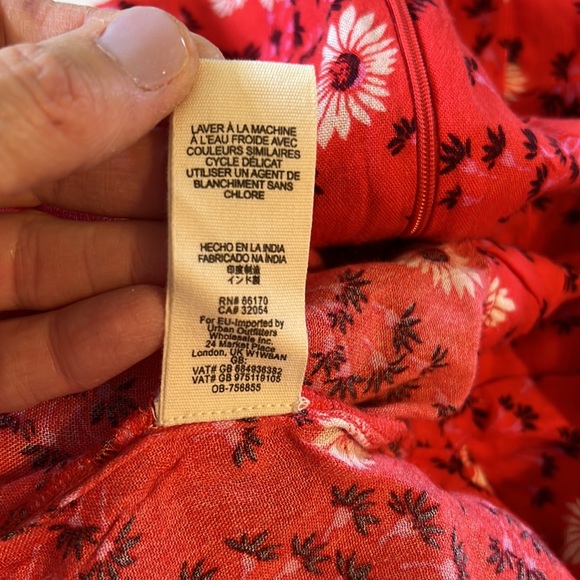 LAVER À LA MACHINE
À L'EAU FROIDE AVEC
COULEURS SIMILAIRES
CYCLE DÉLICAT
UTILISER UN AGENT DE
BLANCHIMENT SANS
CHLORE
HECHO EN LA INDIA
FABRICADO NA ÍNDIA
印度制造
インド製
RN# 66170
CA# 32054
For EU-Imported by
Urban Outfitters
Wholesale Inc.
24 Market Place
London, UK W1W8AN
GB:
VAT# GB 684936382
VAT# GB 975119105
OB-756855